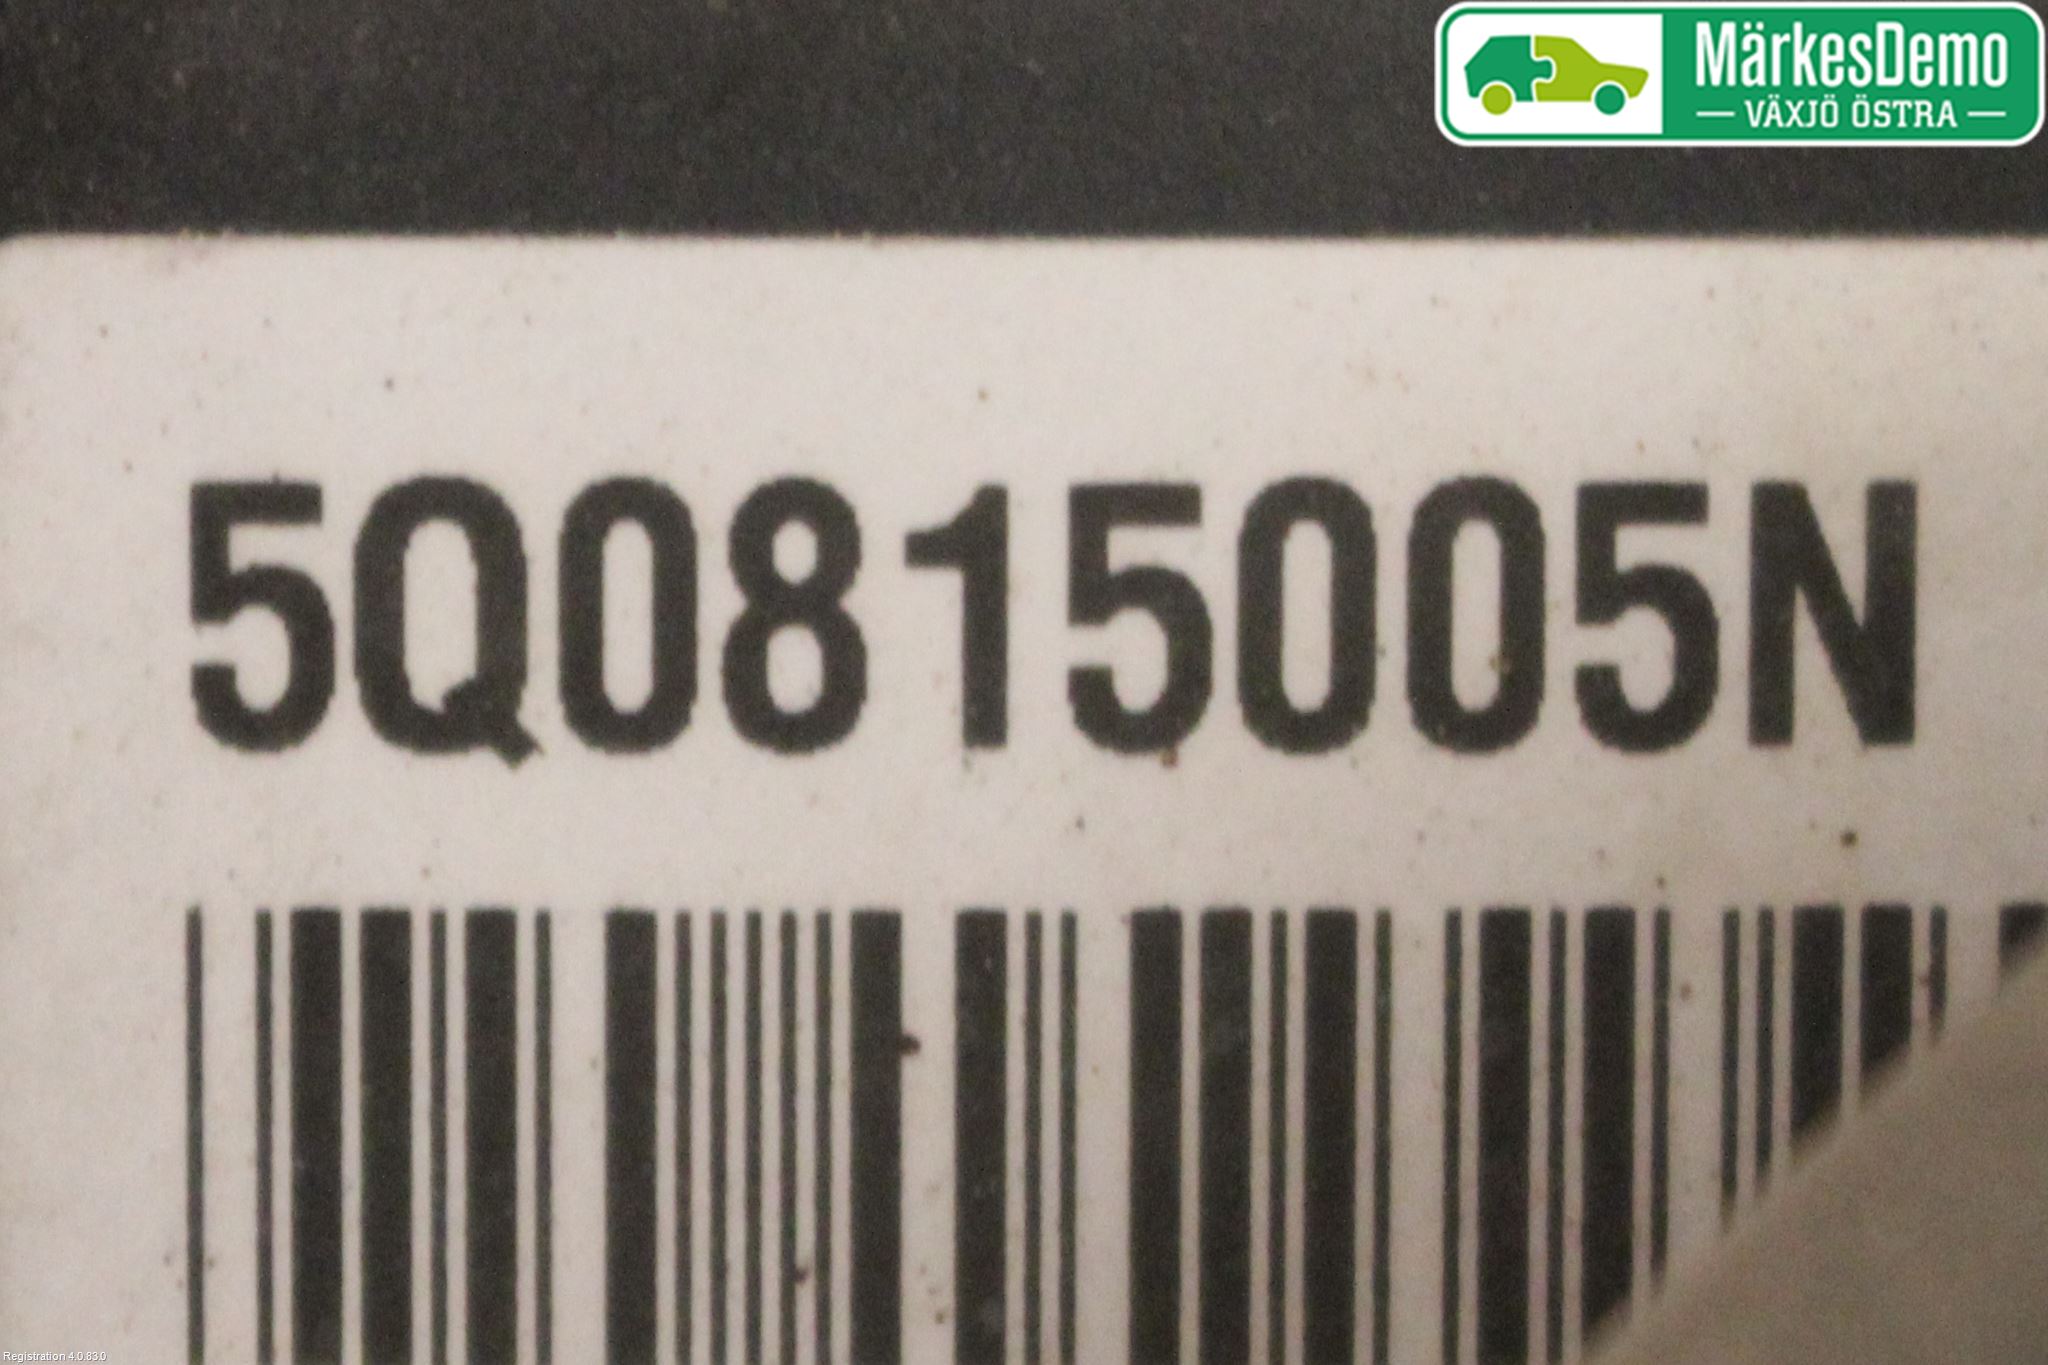 MärkesDemo
VÄXJÖ ÖSTRA
5Q0815005N
Registration 4.0.83.0